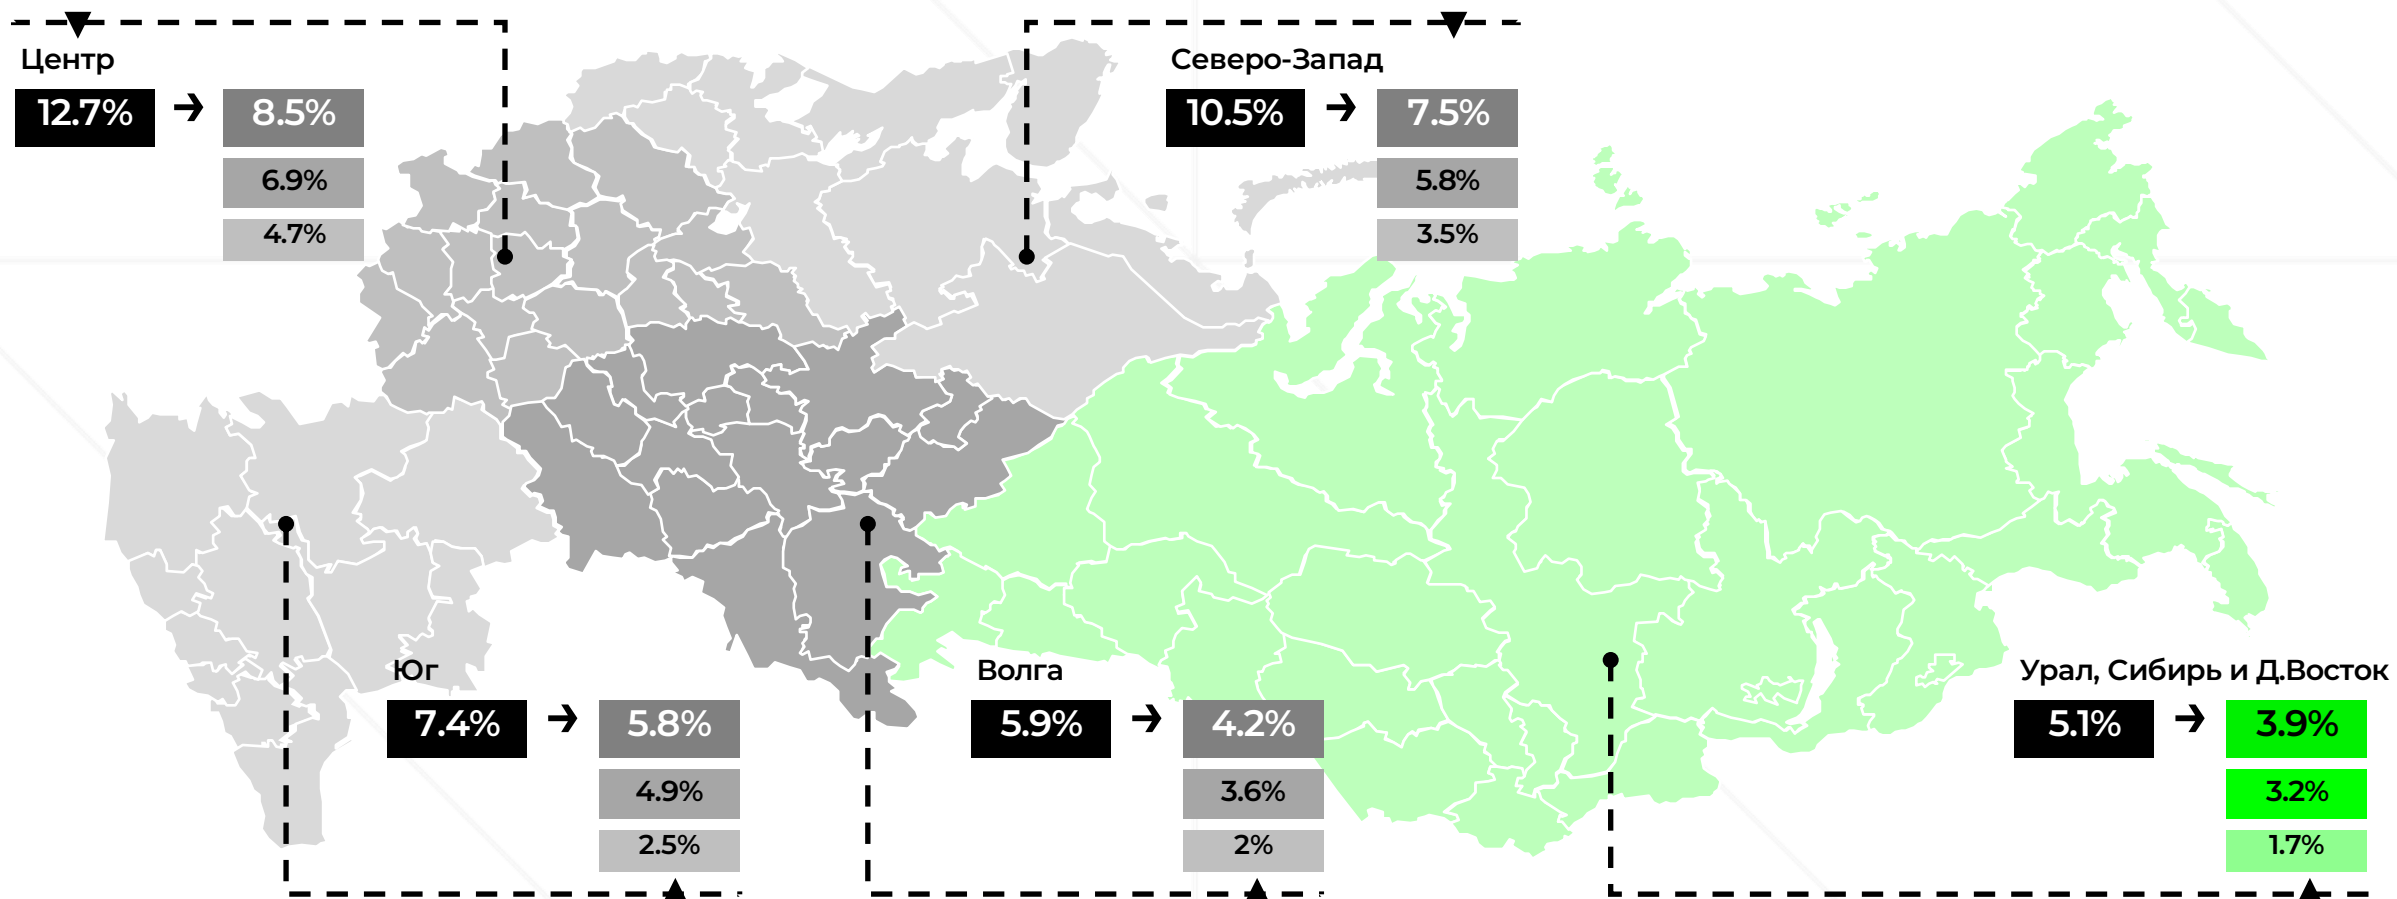 Центр
12.7% → 8.5%
6.9%
4.7%
Северо-Запад
10.5% → 7.5%
5.8%
3.5%
Юг
7.4% → 5.8%
4.9%
2.5%
Волга
5.9% → 4.2%
3.6%
2%
Урал, Сибирь и Д.Восток
5.1% → 3.9%
3.2%
1.7%